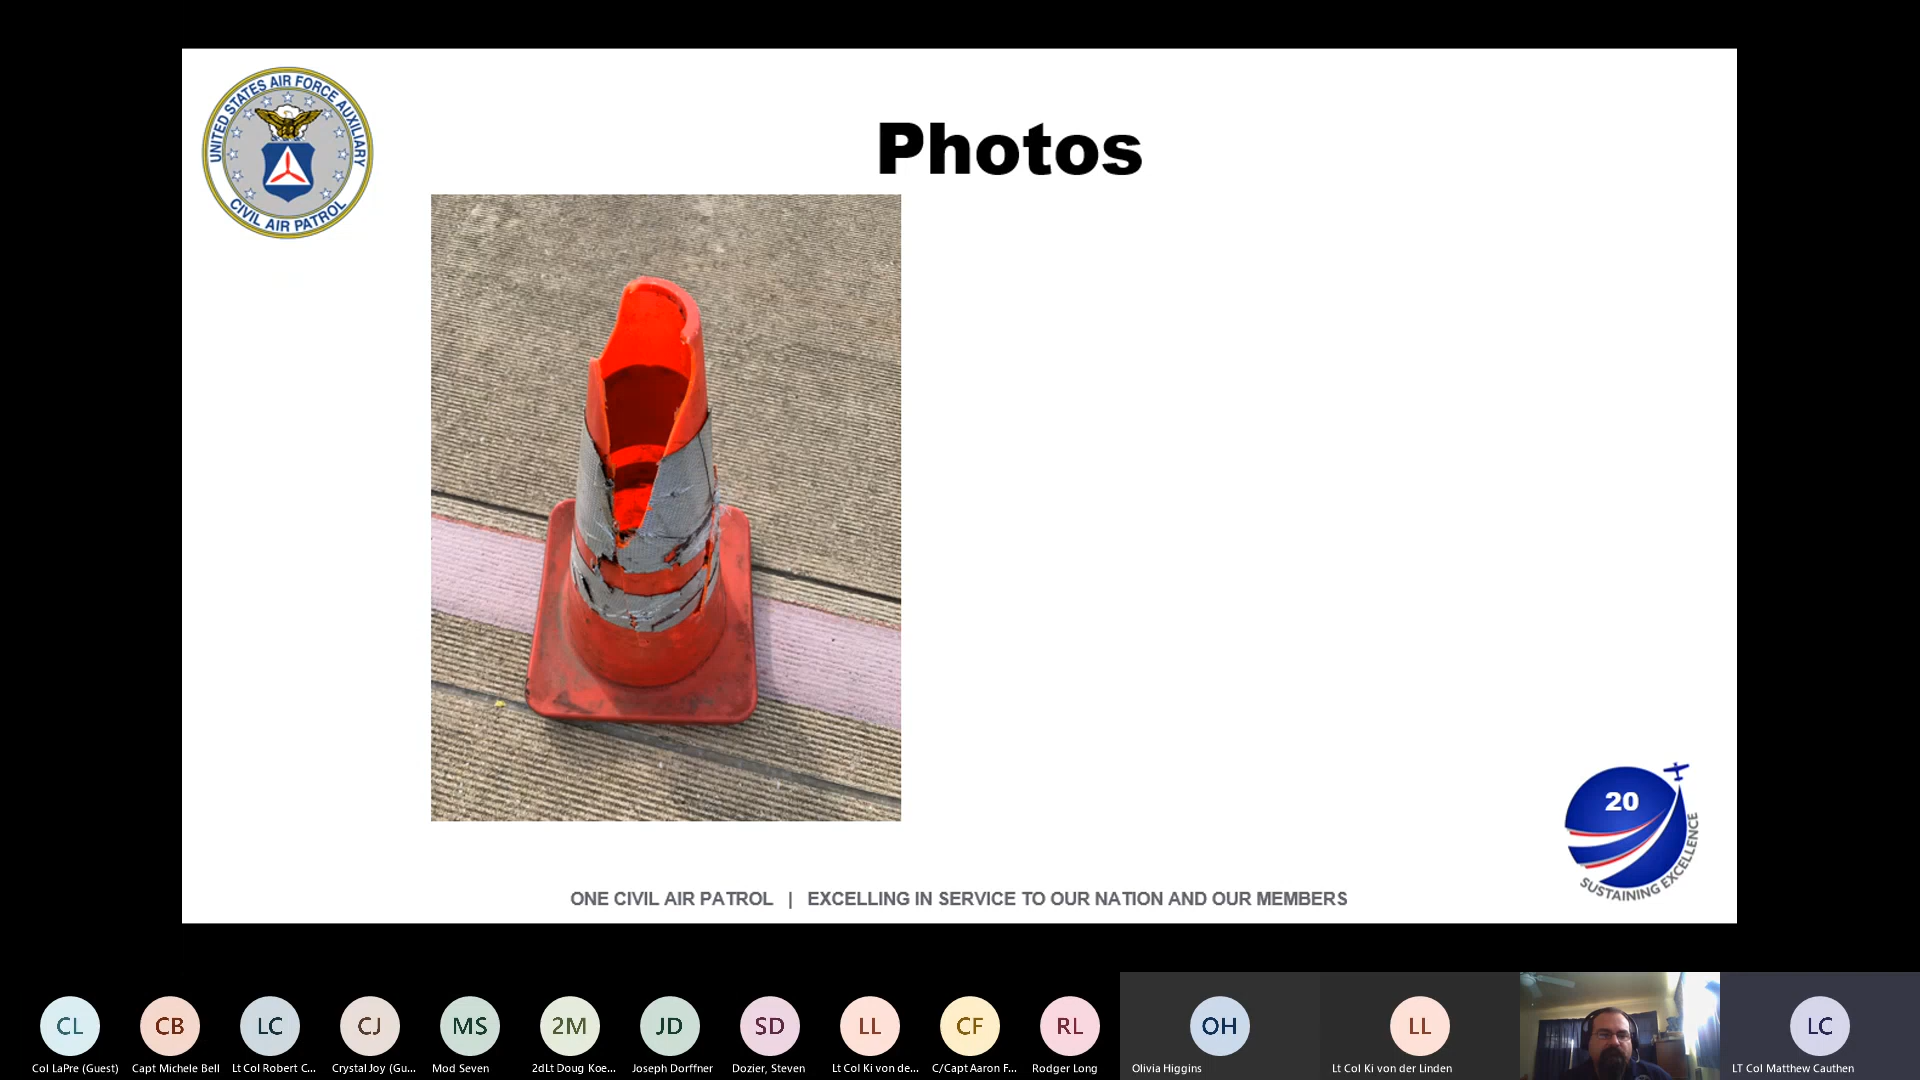 UNITED STATES AIR FORCE AUXILIARY
CIVIL AIR PATROL
Photos
20
SUSTAINING EXCELLENCE
ONE CIVIL AIR PATROL | EXCELLING IN SERVICE TO OUR NATION AND OUR MEMBERS
CL CB LC CJ MS 2M JD SD LL CF RL OH LL LC
Col LaPre (Guest) Capt Michele Bell Lt Col Robert C... Crystal Joy (Gu... Mod Seven 2dLt Doug Koe... Joseph Dorffner Dozier, Steven Lt Col Ki von de... C/Capt Aaron F... Rodger Long Olivia Higgins Lt Col Ki von der Linden LT Col Matthew Cauthen